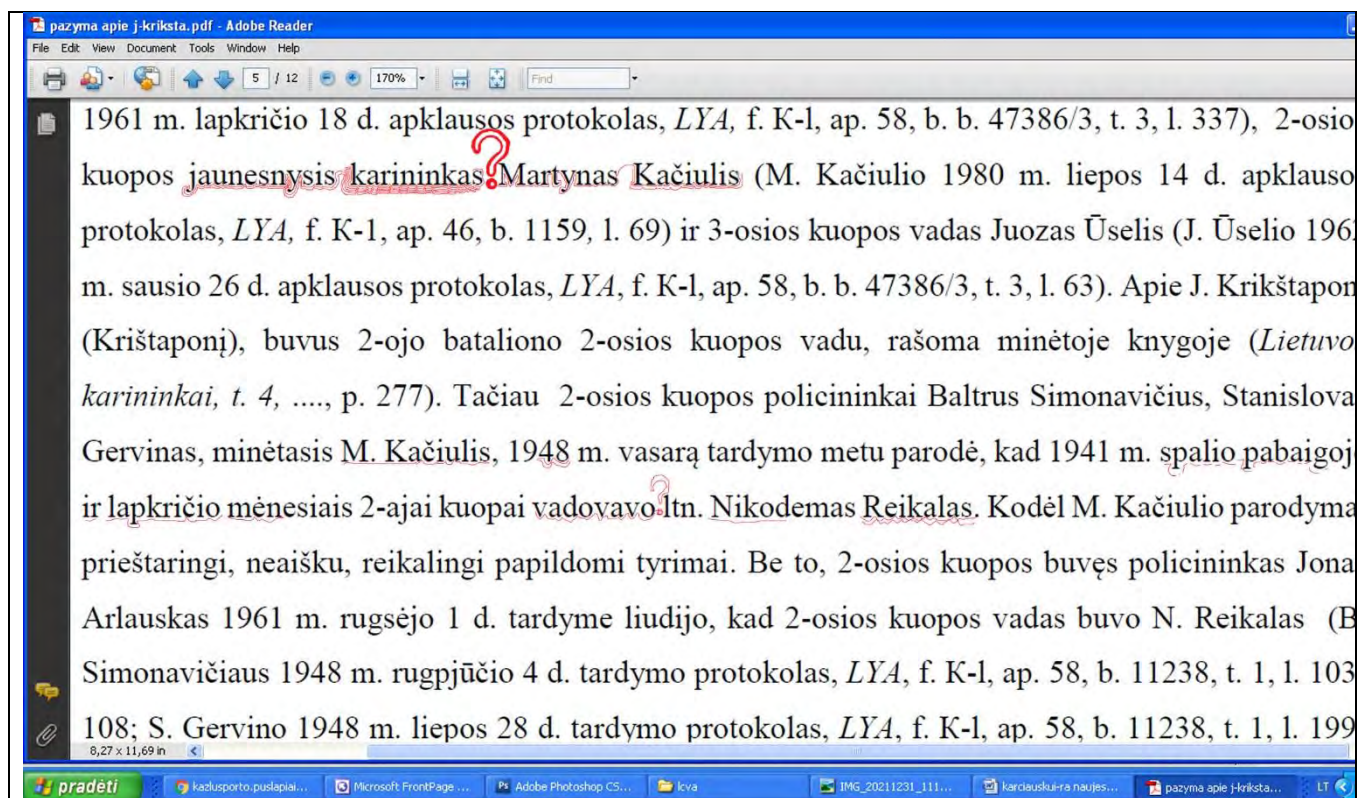 pazyma apie j-kriksta.pdf - Adobe Reader
File Edit View Document Tools Window Help
5 / 12 170% Find
1961 m. lapkričio 18 d. apklausos protokolas, LYA, f. K-l, ap. 58, b. b. 47386/3, t. 3, l. 337), 2-osio
kuopos jaunesnysis karininkas ? Martynas Kačiulis (M. Kačiulio 1980 m. liepos 14 d. apklauso
protokolas, LYA, f. K-1, ap. 46, b. 1159, l. 69) ir 3-osios kuopos vadas Juozas Ūselis (J. Ūselio 196
m. sausio 26 d. apklausos protokolas, LYA, f. K-l, ap. 58, b. b. 47386/3, t. 3, l. 63). Apie J. Krikštapon
(Krištaponį), buvus 2-ojo bataliono 2-osios kuopos vadu, rašoma minėtoje knygoje (Lietuvo
karininkai, t. 4, ...., p. 277). Tačiau 2-osios kuopos policininkai Baltrus Simonavičius, Stanislova
Gervinas, minėtasis M. Kačiulis, 1948 m. vasarą tardymo metu parodė, kad 1941 m. spalio pabaigoj
ir lapkričio mėnesiais 2-ajai kuopai vadovavo ? ltn. Nikodemas Reikalas. Kodėl M. Kačiulio parodyma
prieštaringi, neaišku, reikalingi papildomi tyrimai. Be to, 2-osios kuopos buvęs policininkas Jona
Arlauskas 1961 m. rugsėjo 1 d. tardyme liudijo, kad 2-osios kuopos vadas buvo N. Reikalas (B
Simonavičiaus 1948 m. rugpjūčio 4 d. tardymo protokolas, LYA, f. K-l, ap. 58, b. 11238, t. 1, l. 103
108; S. Gervino 1948 m. liepos 28 d. tardymo protokolas, LYA, f. K-l, ap. 58, b. 11238, t. 1, l. 199
8,27 x 11,69 in
pradėti kazlusporto.puslapiai... Microsoft FrontPage ... Adobe Photoshop CS... kva IMG_20211231_111... karciauskui-ra naujes... pazyma apie j-kriksta... LT